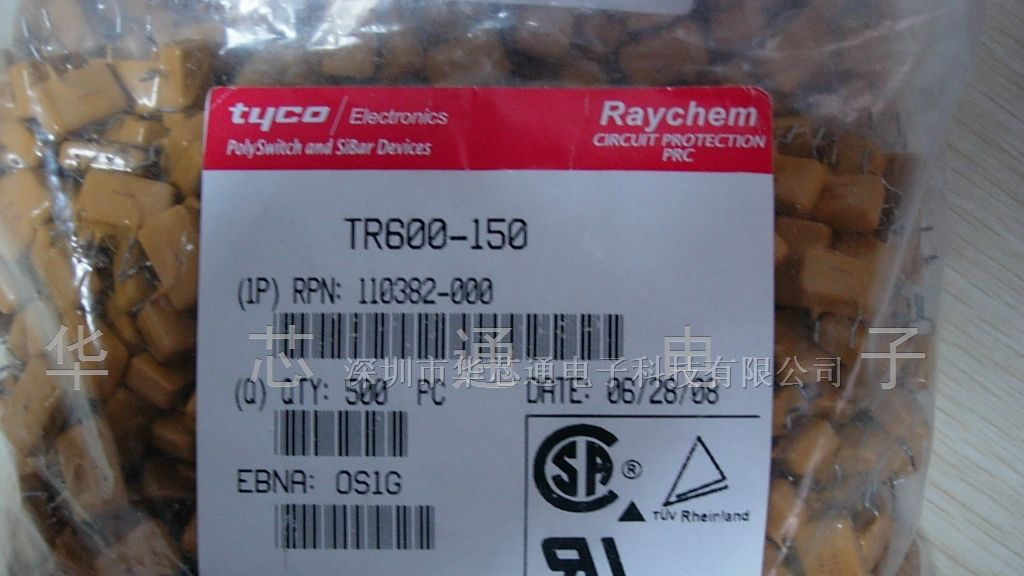 tyco / Electronics
PolySwitch and SiBar Devices
Raychem
CIRCUIT PROTECTION
PRC
TR600-150
(1P) RPN: 110382-000
华芯通电子
深圳市华芯通电子科技有限公司
(Q) QTY: 500 PC
DATE: 06/28/08
EBNA: OS1G
SA ®
TÜV Rheinland